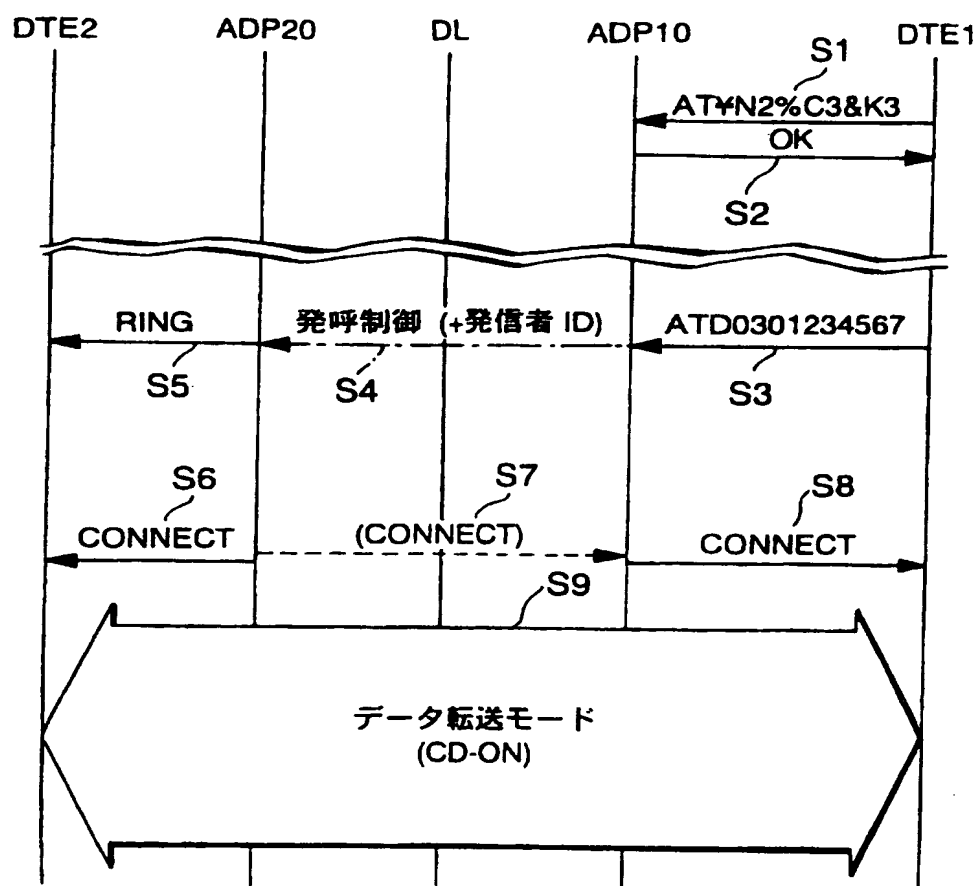 DTE2 ADP20 DL ADP10 DTE1
S1
AT¥N2%C3&K3
OK
S2
RING 発呼制御 (+発信者 ID) ATD0301234567
S5 S4 S3
S6 S7 S8
CONNECT (CONNECT) CONNECT
S9
データ転送モード
(CD-ON)